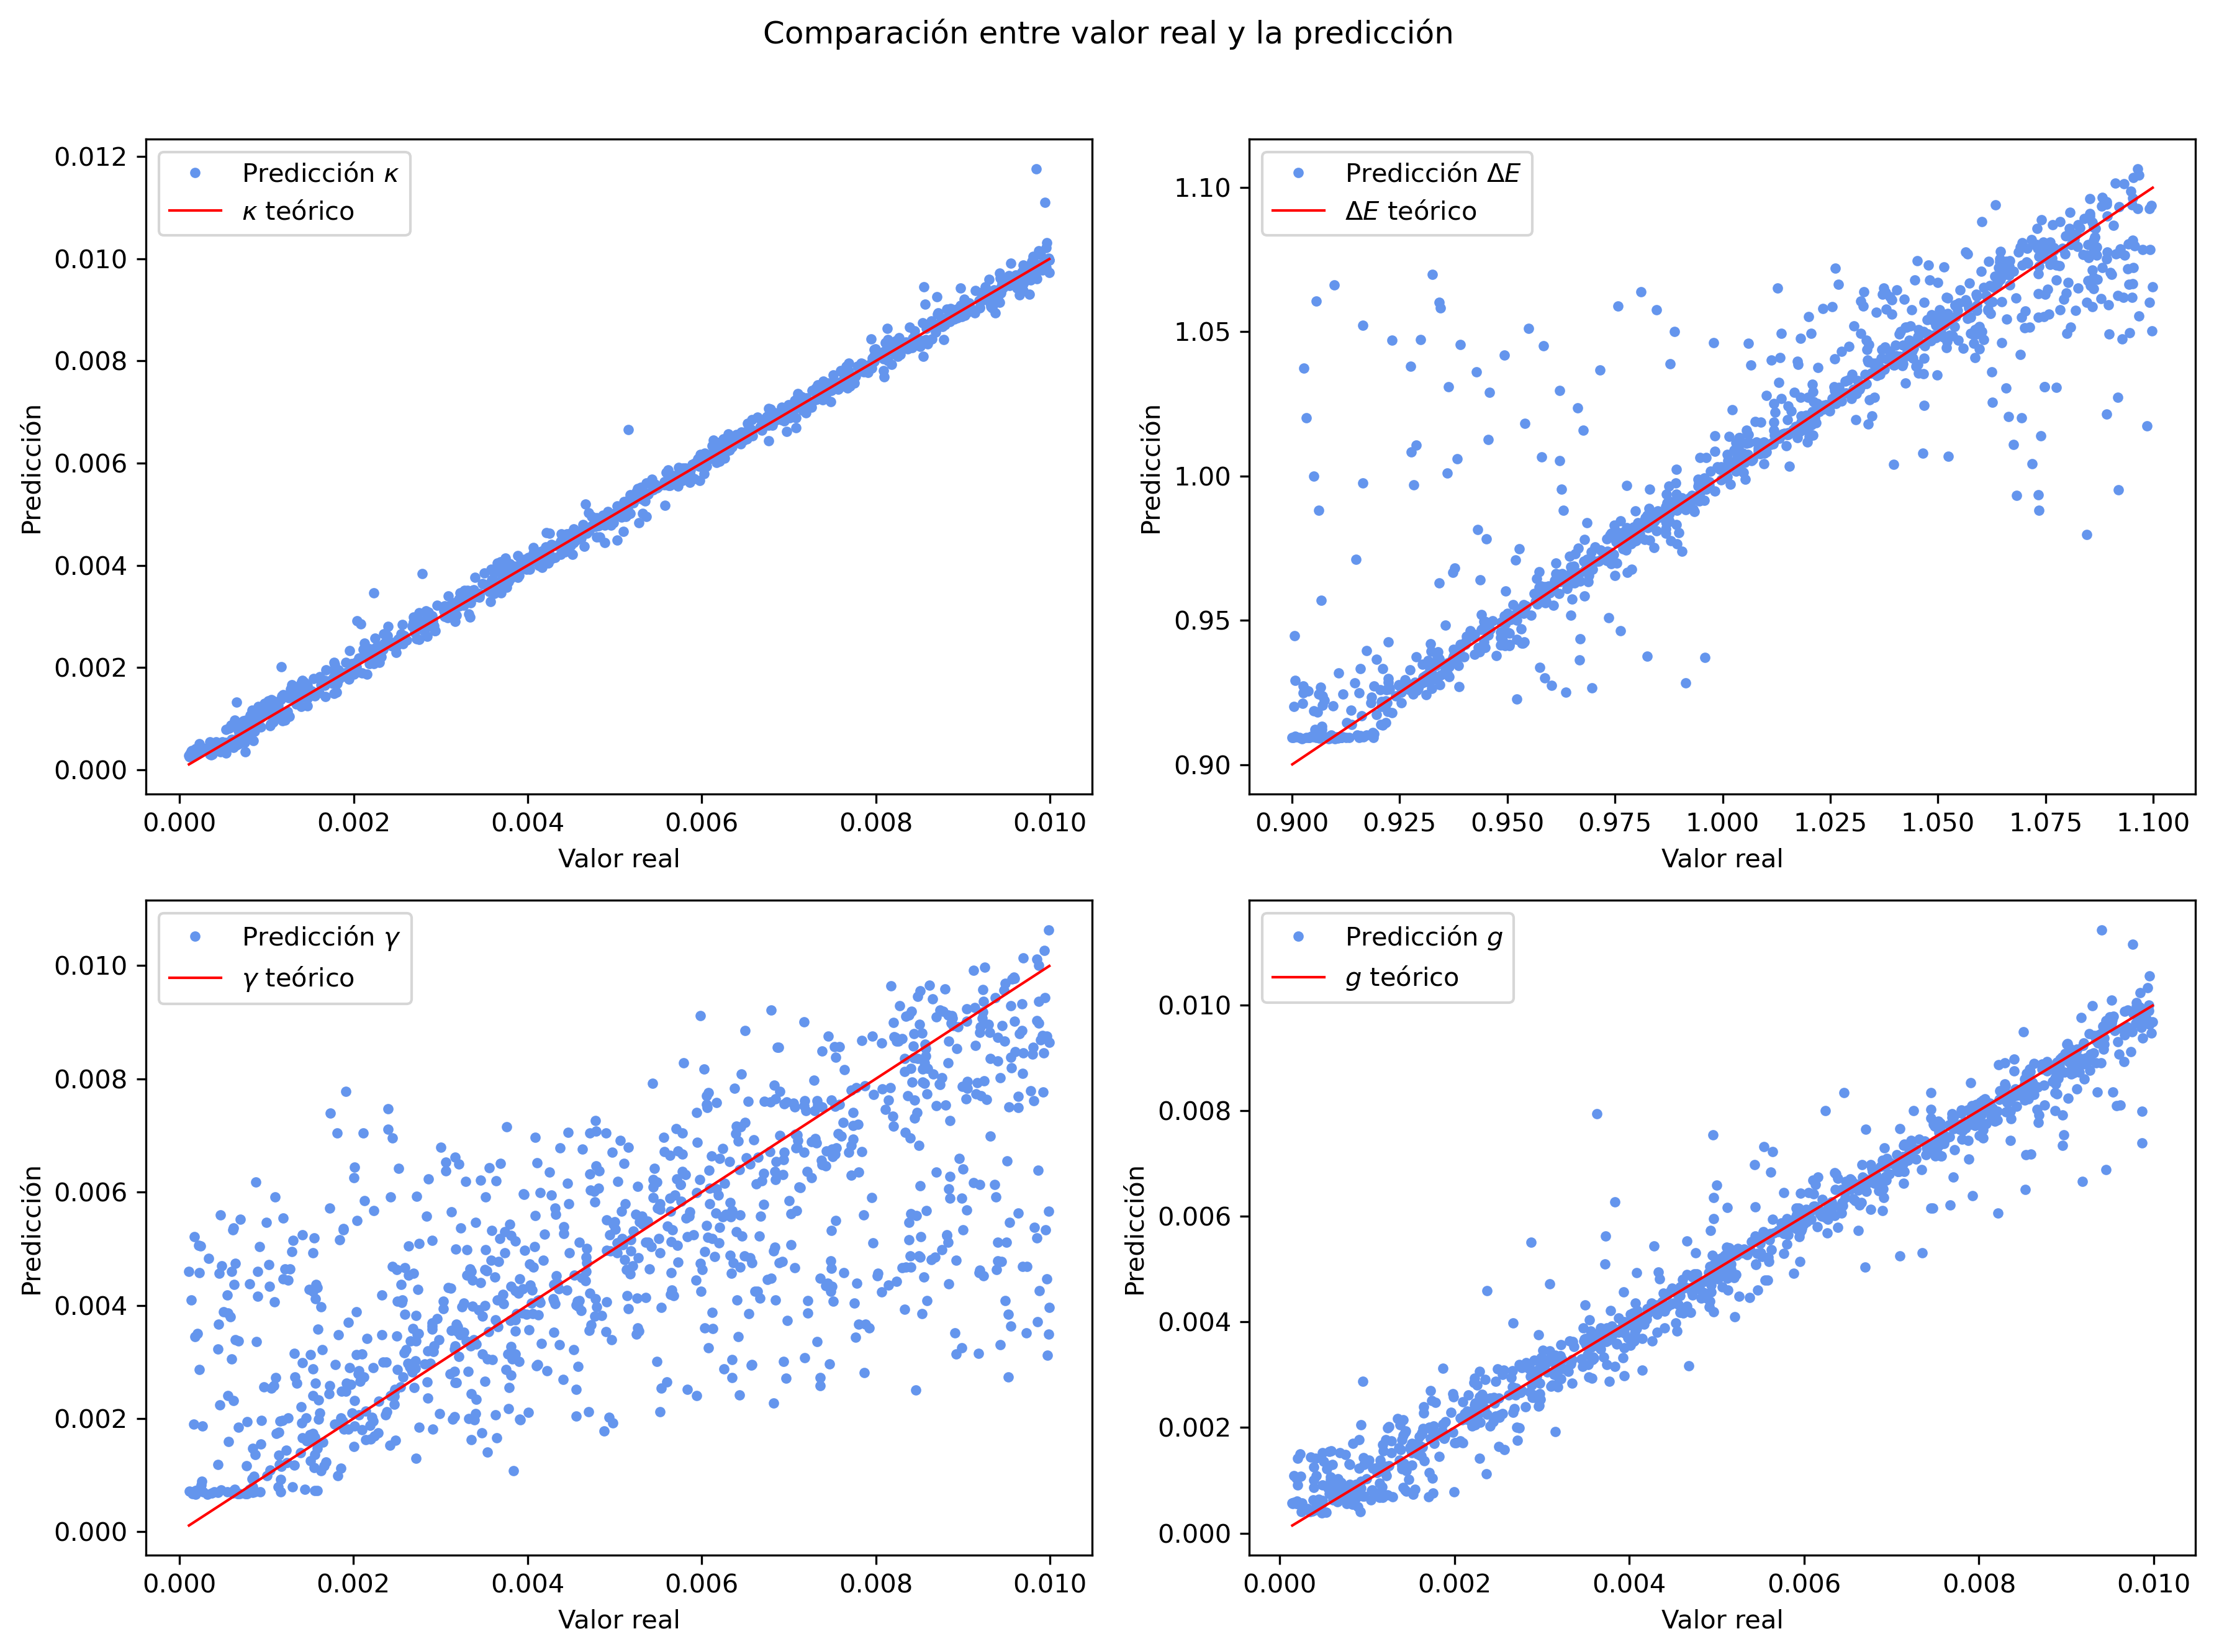 Comparación entre valor real y la predicción
Predicción κ
κ teórico
0.012
0.010
0.008
0.006
0.004
0.002
0.000
Predicción
0.000 0.002 0.004 0.006 0.008 0.010
Valor real
Predicción ΔE
ΔE teórico
1.10
1.05
1.00
0.95
0.90
Predicción
0.900 0.925 0.950 0.975 1.000 1.025 1.050 1.075 1.100
Valor real
Predicción γ
γ teórico
0.010
0.008
0.006
0.004
0.002
0.000
Predicción
0.000 0.002 0.004 0.006 0.008 0.010
Valor real
Predicción g
g teórico
0.010
0.008
0.006
0.004
0.002
0.000
Predicción
0.000 0.002 0.004 0.006 0.008 0.010
Valor real